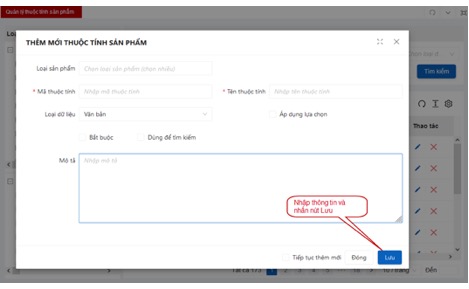 Quản trị thuộc tính sản phẩm
THÊM MỚI THUỘC TÍNH SẢN PHẨM
Loại sản phẩm Chọn loại sản phẩm (chọn nhiều)
Tìm kiếm
* Mã thuộc tính Nhập mã thuộc tính * Tên thuộc tính Nhập tên thuộc tính
Loại dữ liệu Văn bản Áp dụng lựa chọn
Thao tác
Bắt buộc Dùng để tìm kiếm
Mô tả Nhập mô tả
Nhập thông tin và
nhấn nút Lưu
Tiếp tục thêm mới Đóng Lưu
Đến